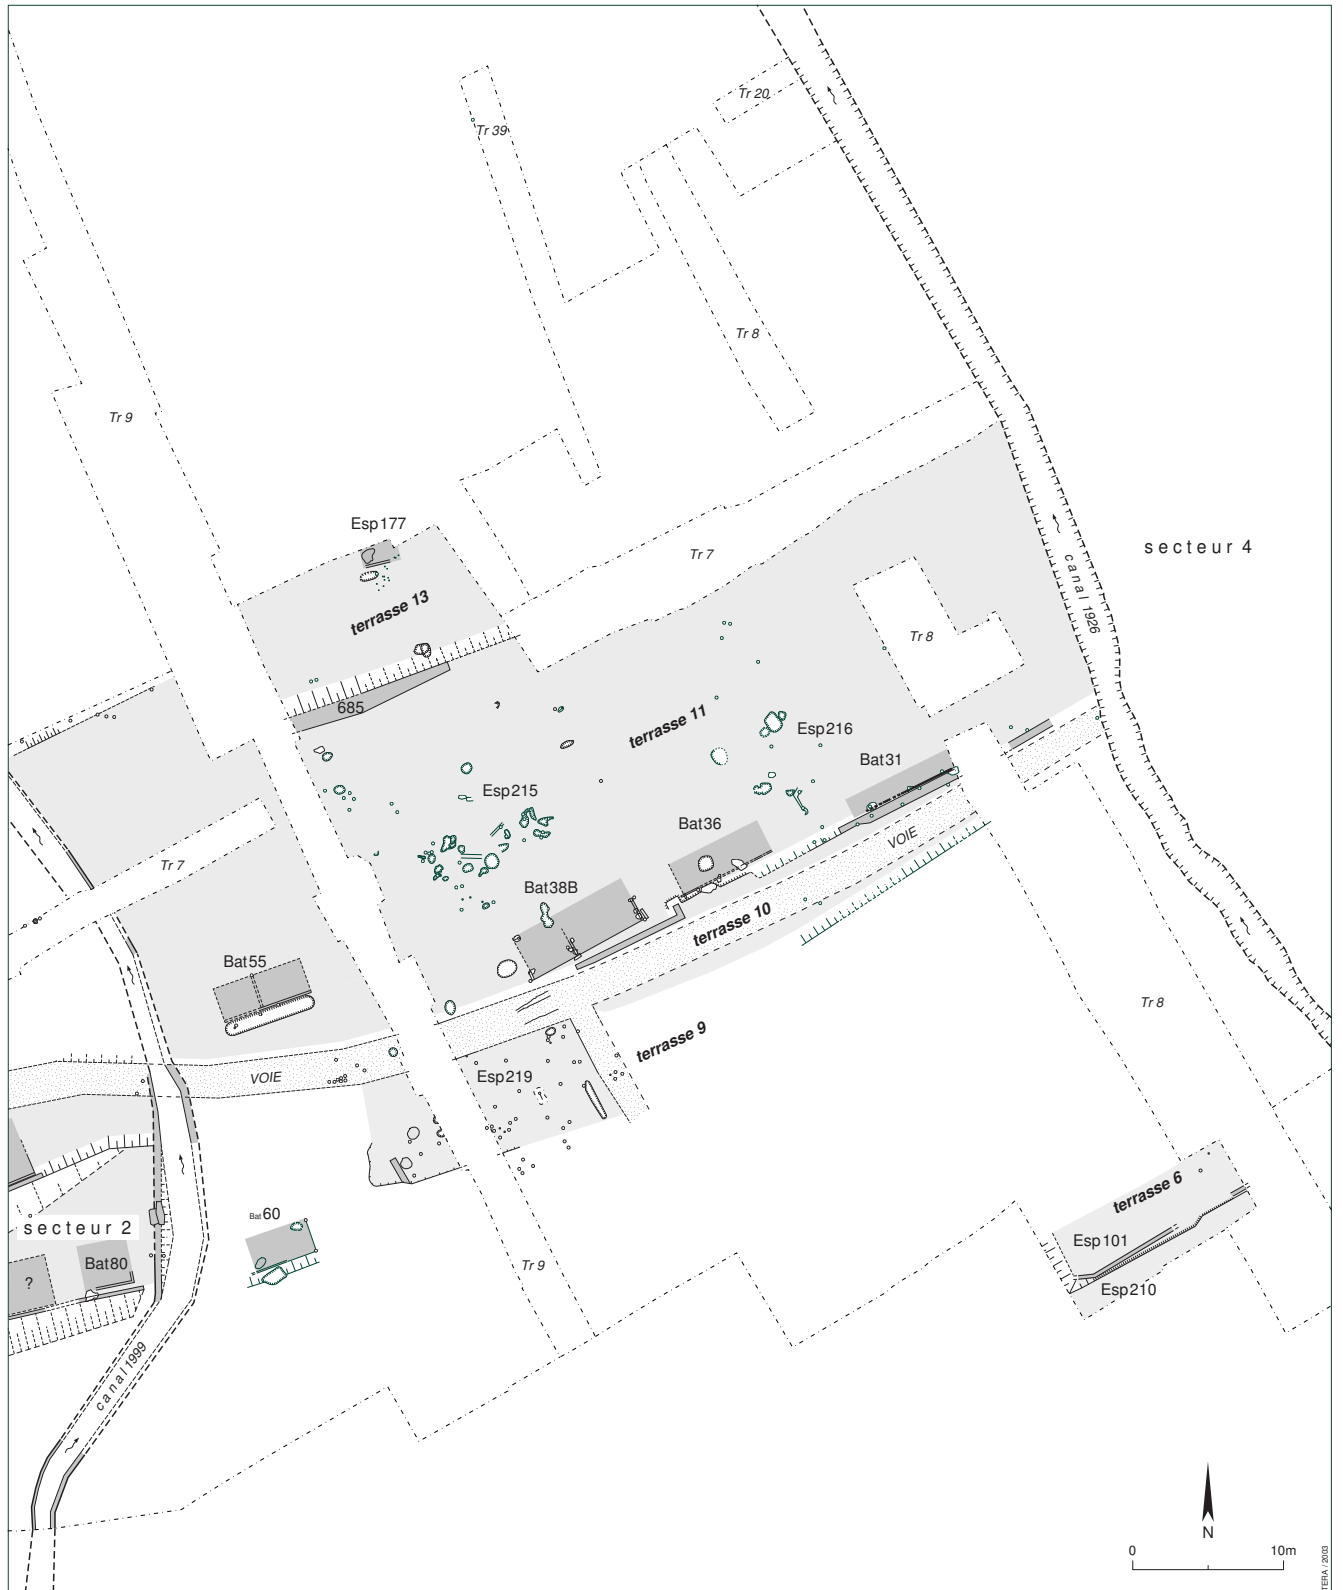 Tr 20
Tr 39
Tr 8
Tr 9
Esp177
secteur 4
Tr 7
canal 1926
terrasse 13
Tr 8
685
terrasse 11
Esp216
Bat31
Esp215
Bat36
VOIE
Tr 7
Bat38B
terrasse 10
Bat55
Tr 8
terrasse 9
VOIE
Esp219
terrasse 6
Bat60
secteur 2
Esp101
Bat80
Tr 9
?
Esp210
canal 1999
N
0 10m
TERA / 2003